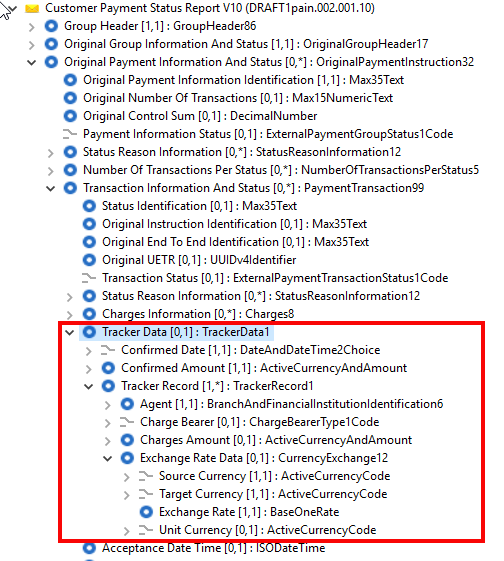 Customer Payment Status Report V10 (DRAFT1pain.002.001.10)
Group Header [1,1] : GroupHeader86
Original Group Information And Status [1,1] : OriginalGroupHeader17
Original Payment Information And Status [0,*] : OriginalPaymentInstruction32
Original Payment Information Identification [1,1] : Max35Text
Original Number Of Transactions [0,1] : Max15NumericText
Original Control Sum [0,1] : DecimalNumber
Payment Information Status [0,1] : ExternalPaymentGroupStatus1Code
Status Reason Information [0,*] : StatusReasonInformation12
Number Of Transactions Per Status [0,*] : NumberOfTransactionsPerStatus5
Transaction Information And Status [0,*] : PaymentTransaction99
Status Identification [0,1] : Max35Text
Original Instruction Identification [0,1] : Max35Text
Original End To End Identification [0,1] : Max35Text
Original UETR [0,1] : UUIDv4Identifier
Transaction Status [0,1] : ExternalPaymentTransactionStatus1Code
Status Reason Information [0,*] : StatusReasonInformation12
Charges Information [0,*] : Charges8
Tracker Data [0,1] : TrackerData1
Confirmed Date [1,1] : DateAndDateTime2Choice
Confirmed Amount [1,1] : ActiveCurrencyAndAmount
Tracker Record [1,*] : TrackerRecord1
Agent [1,1] : BranchAndFinancialInstitutionIdentification6
Charge Bearer [0,1] : ChargeBearerType1Code
Charges Amount [0,1] : ActiveCurrencyAndAmount
Exchange Rate Data [0,1] : CurrencyExchange12
Source Currency [1,1] : ActiveCurrencyCode
Target Currency [1,1] : ActiveCurrencyCode
Exchange Rate [1,1] : BaseOneRate
Unit Currency [0,1] : ActiveCurrencyCode
Acceptance Date Time [0,1] : ISODateTime